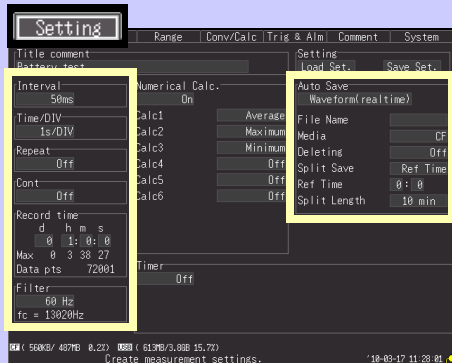 Setting
Range Conv/Calc Trig & Alm Comment System
Title comment
Battery test
Setting
Load Set. Save Set.
Interval
50ms
Time/DIV
1s/DIV
Repeat
Off
Cont
Off
Record time
d h m s
0 1: 0: 0
Max 0 3 38 27
Data pts 72001
Filter
60 Hz
fc = 13020Hz
Numerical Calc.
On
Calc1 Average
Calc2 Maximum
Calc3 Minimum
Calc4 Off
Calc5 Off
Calc6 Off
Timer
Off
Auto Save
Waveform(realtime)
File Name
Media CF
Deleting Off
Split Save Ref Time
Ref Time 0: 0
Split Length 10 min
CF ( 560KB/ 487MB 0.2%) USB ( 613MB/3.8GB 15.7%)
Create measurement settings.
'10-03-17 11:28:01